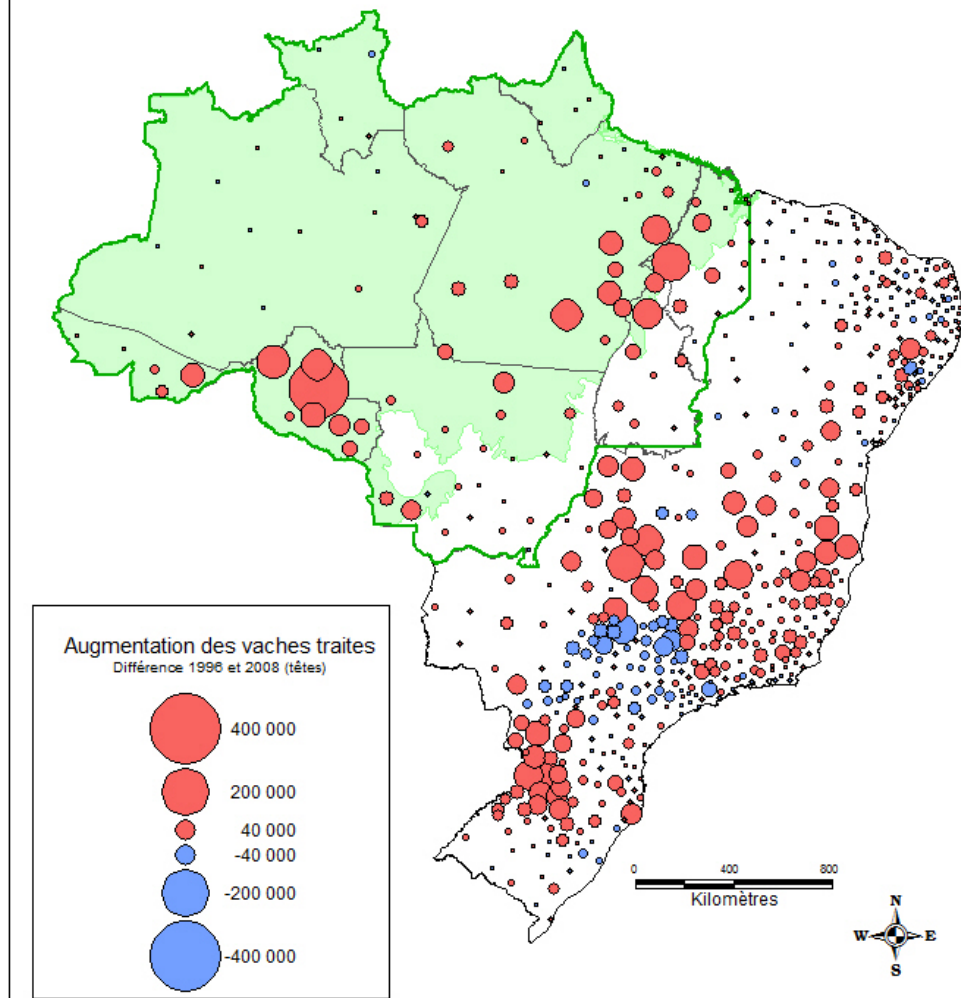 Augmentation des vaches traites
Différence 1996 et 2008 (têtes)
400 000
200 000
40 000
-40 000
-200 000
-400 000
0 400 800
Kilomètres
N
W E
S